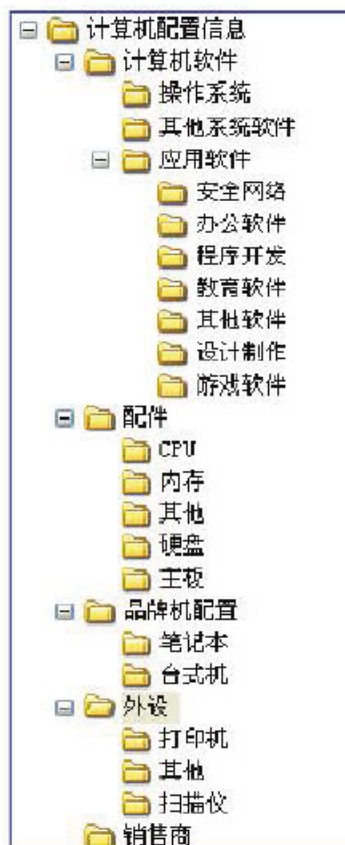 计算机配置信息
计算机软件
操作系统
其他系统软件
应用软件
安全网络
办公软件
程序开发
教育软件
其他软件
设计制作
游戏软件
配件
CPU
内存
其他
硬盘
主板
品牌机配置
笔记本
台式机
外设
打印机
其他
扫描仪
销售商